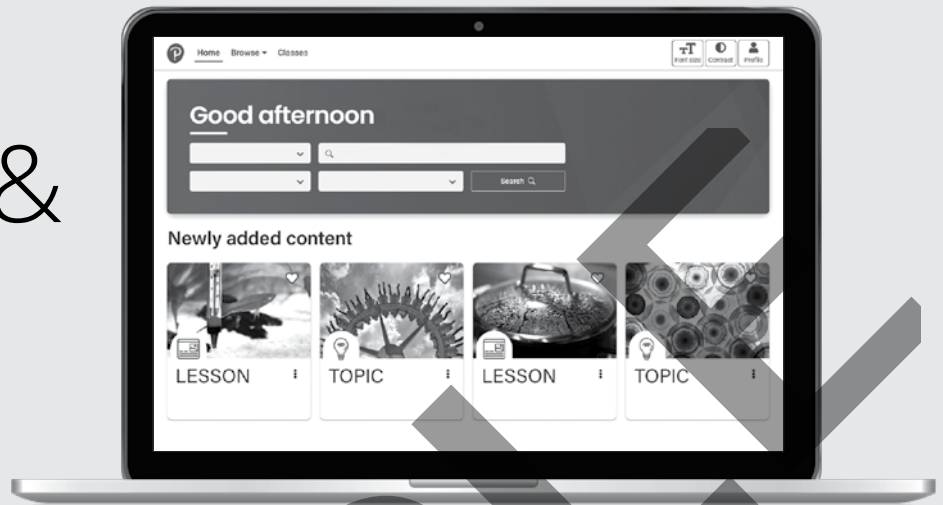 &
P Home Browse Classes
Font size Contrast Profile
Good afternoon
Search
Newly added content
LESSON TOPIC LESSON TOPIC